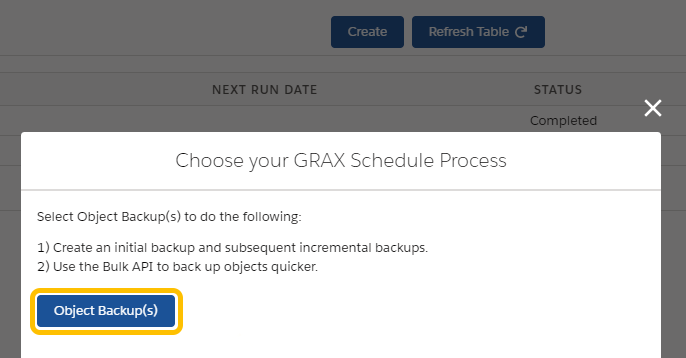 Create
Refresh Table
NEXT RUN DATE
STATUS
Completed
Choose your GRAX Schedule Process
Select Object Backup(s) to do the following:
1) Create an initial backup and subsequent incremental backups.
2) Use the Bulk API to back up objects quicker.
Object Backup(s)